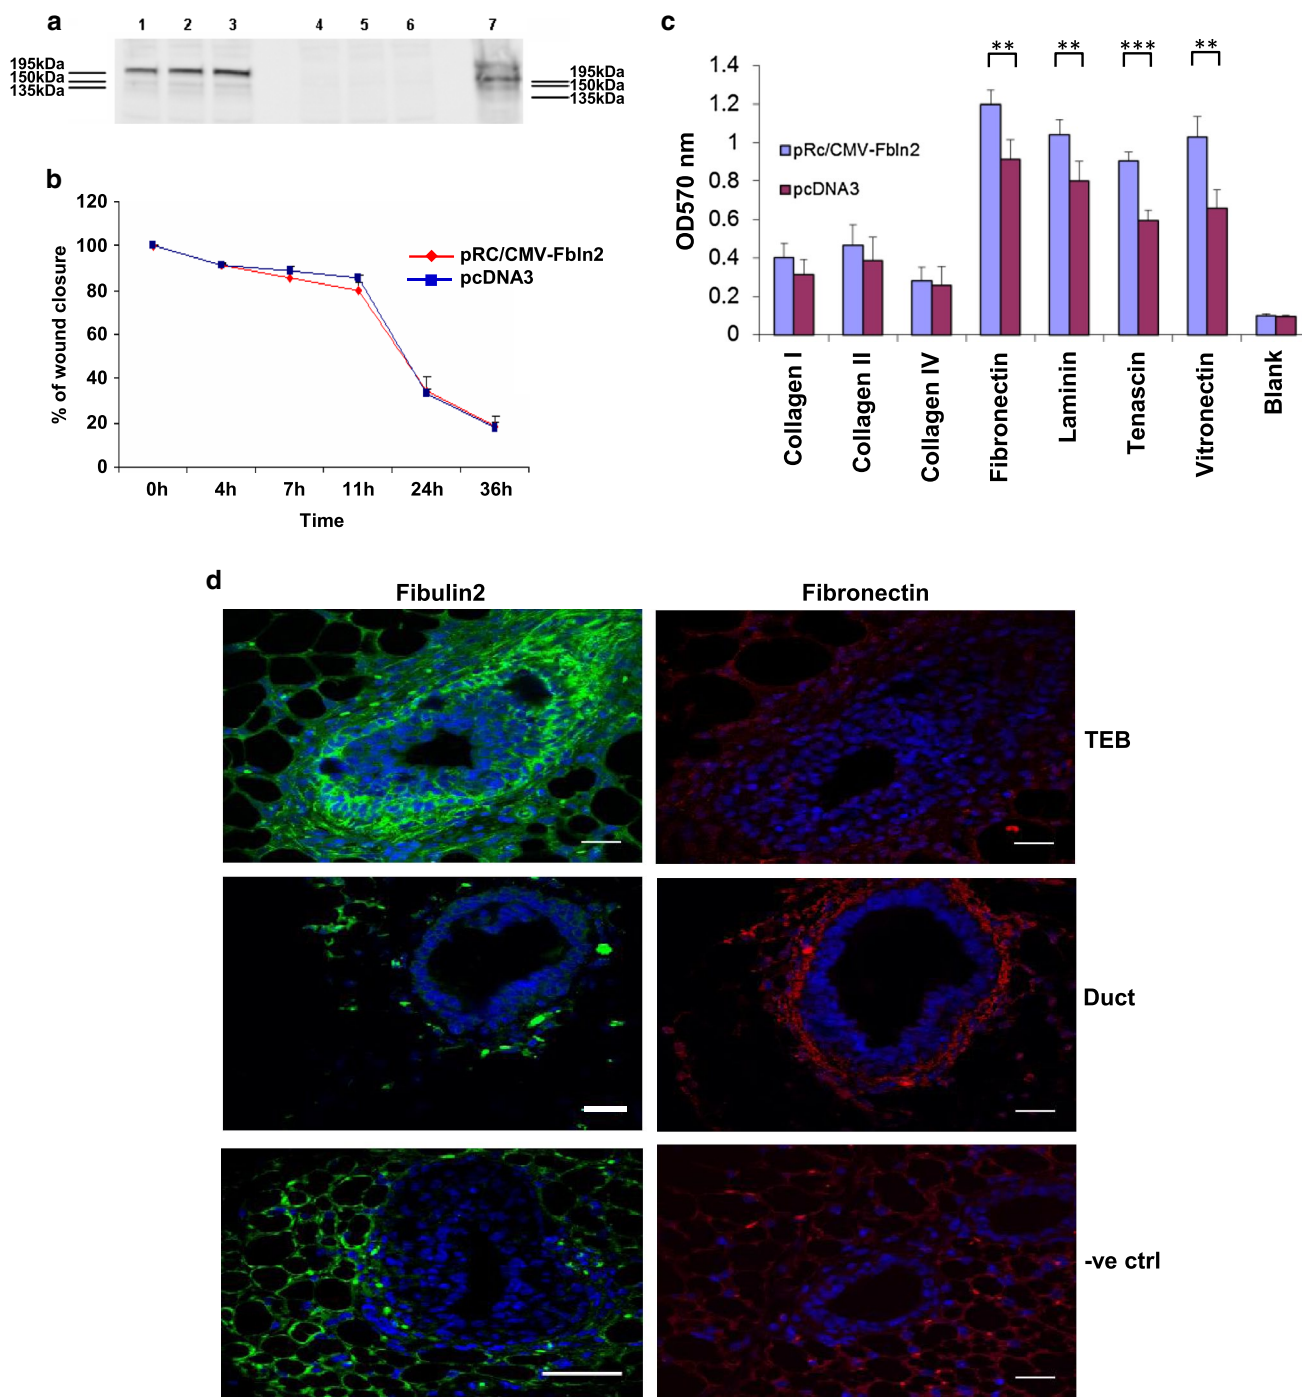 a
1 2 3 4 5 6 7
195kDa
150kDa
135kDa
195kDa
150kDa
135kDa
b
120
100
80
60
40
20
0
% of wound closure
pRC/CMV-Fbln2
pcDNA3
0h 4h 7h 11h 24h 36h
Time
c
** ** *** **
1.4
1.2
1
0.8
0.6
0.4
0.2
0
OD570 nm
pRc/CMV-Fbln2
pcDNA3
Collagen I
Collagen II
Collagen IV
Fibronectin
Laminin
Tenascin
Vitronectin
Blank
d
Fibulin2 Fibronectin
TEB
Duct
-ve ctrl